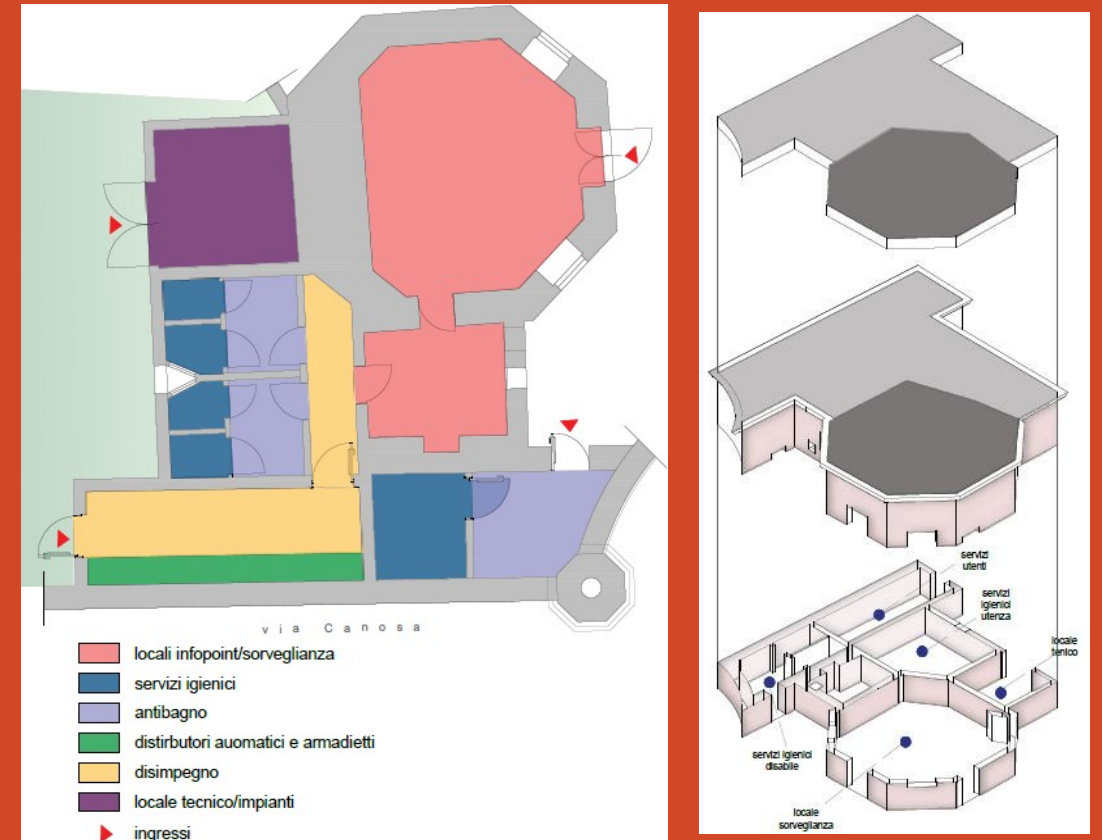 via Canosa
locali infopoint/sorveglianza
servizi igienici
antibagno
distirbutori auomatici e armadietti
disimpegno
locale tecnico/impianti
ingressi
servizi
utenti
servizi
igienici
utenza
locale
tenico
servizi igienici
disabile
locale
sorveglianza